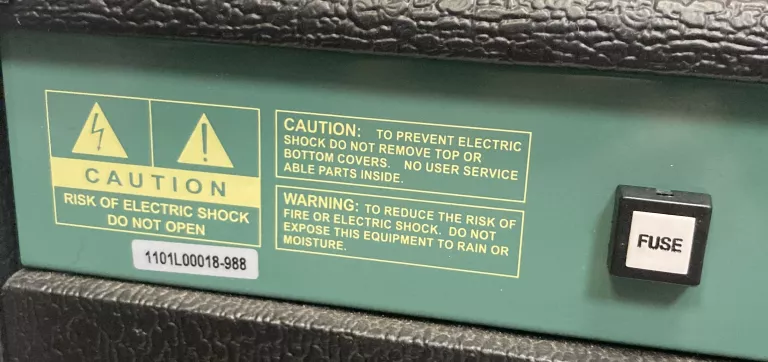 CAUTION
RISK OF ELECTRIC SHOCK
DO NOT OPEN
1101L00018-988
CAUTION: TO PREVENT ELECTRIC
SHOCK DO NOT REMOVE TOP OR
BOTTOM COVERS. NO USER SERVICE
ABLE PARTS INSIDE.
WARNING: TO REDUCE THE RISK OF
FIRE OR ELECTRIC SHOCK. DO NOT
EXPOSE THIS EQUIPMENT TO RAIN OR
MOISTURE.
FUSE